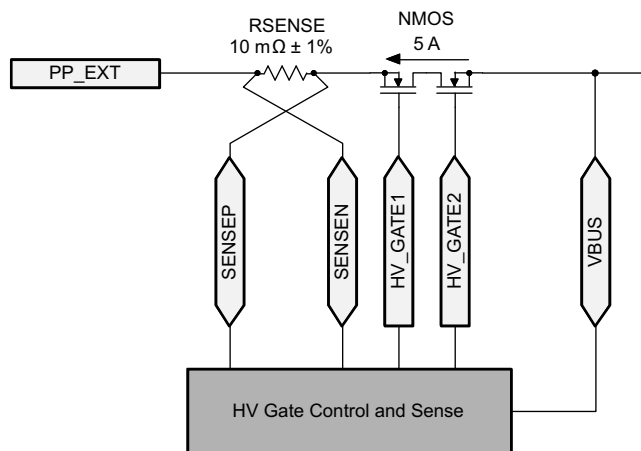 RSENSE
10 mΩ ± 1%
NMOS
5 A
PP_EXT
SENSEP
SENSEN
HV_GATE1
HV_GATE2
VBUS
HV Gate Control and Sense